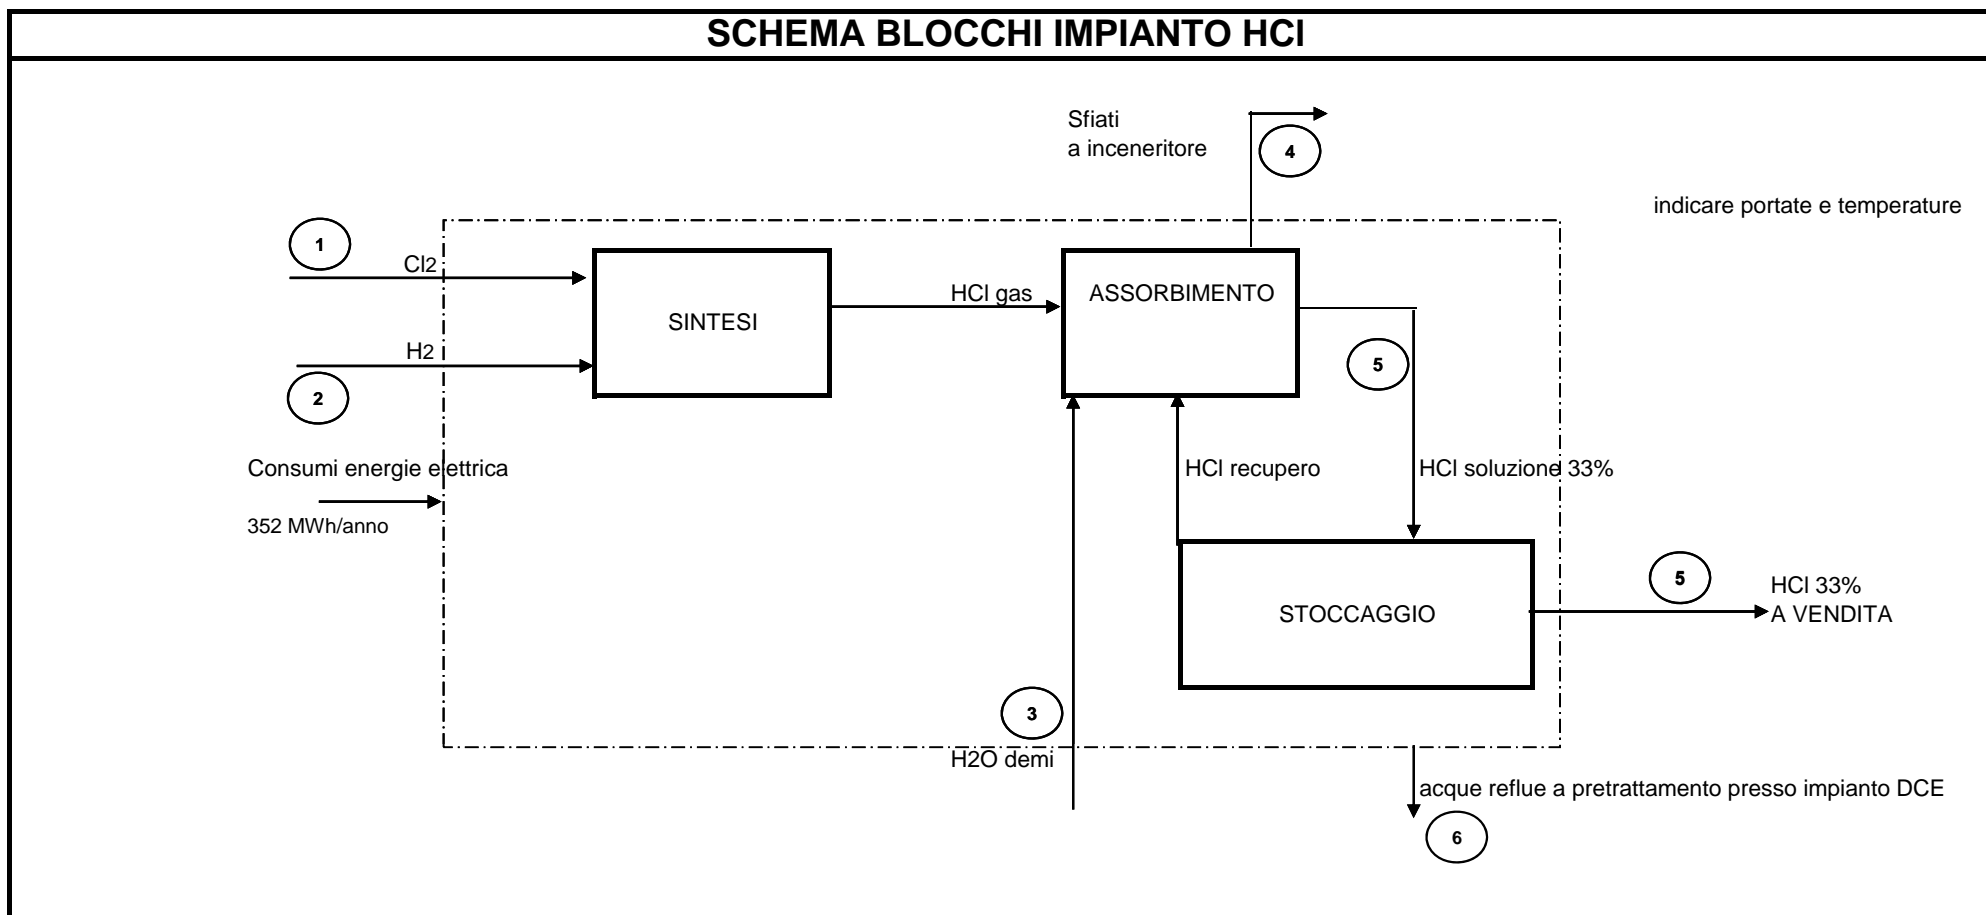 SCHEMA BLOCCHI IMPIANTO HCl
Sfiati
a inceneritore
4
indicare portate e temperature
1
Cl2
HCl gas
ASSORBIMENTO
SINTESI
H2
5
2
Consumi energie elettrica
HCl recupero
HCl soluzione 33%
352 MWh/anno
5
HCl 33%
A VENDITA
STOCCAGGIO
3
H2O demi
acque reflue a pretrattamento presso impianto DCE
6